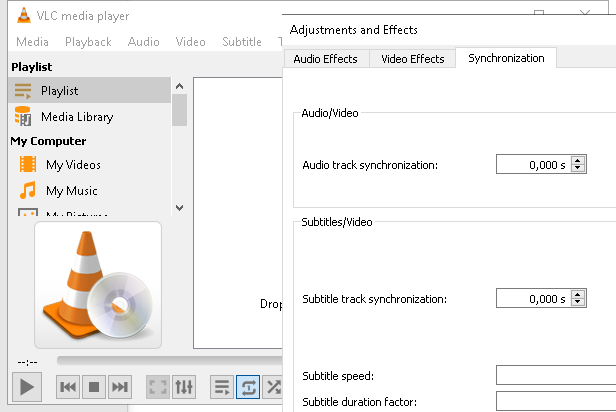 VLC media player
Media Playback Audio Video Subtitle
Playlist
Playlist
Media Library
My Computer
My Videos
My Music
My Pictures
Drop
--:--
Adjustments and Effects
Audio Effects Video Effects Synchronization
Audio/Video
Audio track synchronization: 0,000 s
Subtitles/Video
Subtitle track synchronization: 0,000 s
Subtitle speed:
Subtitle duration factor: